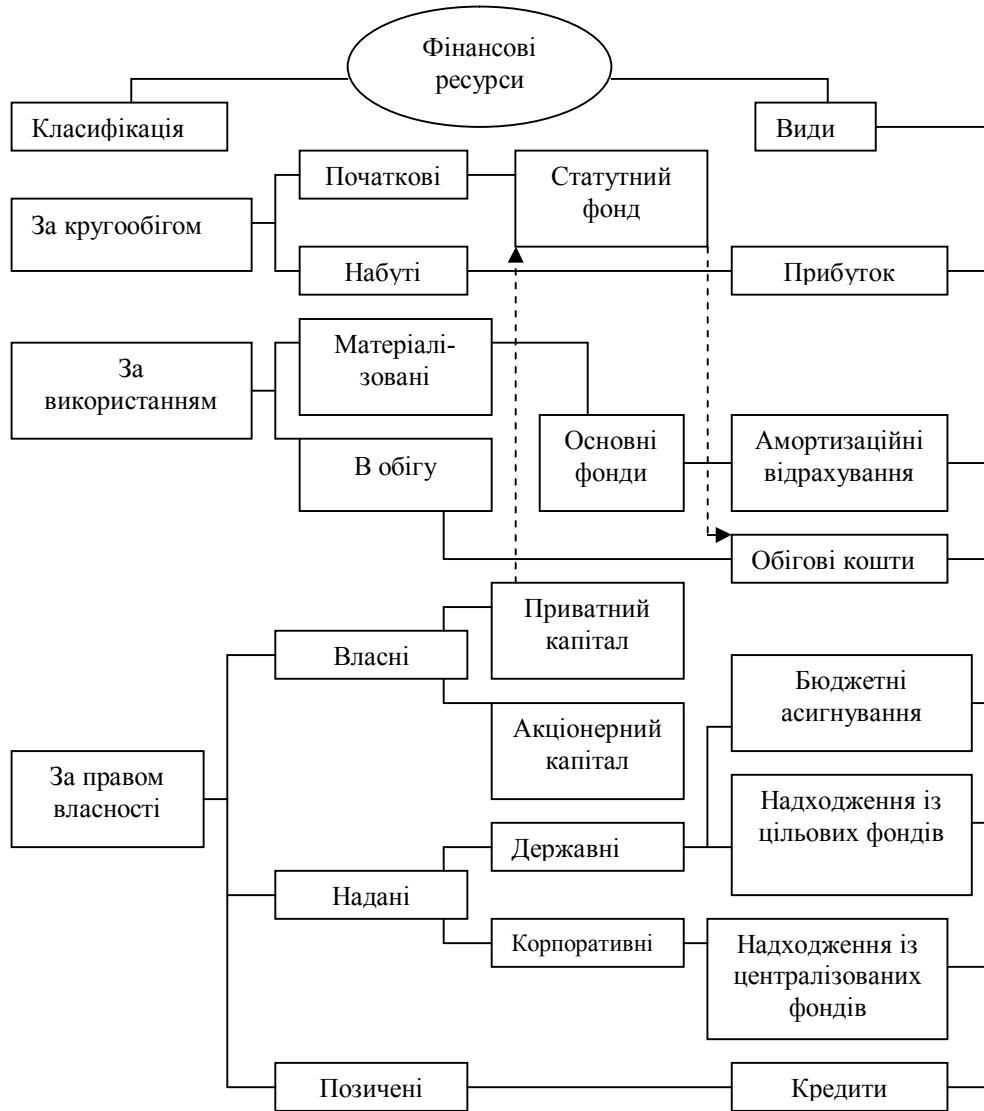 Фінансові
ресурси
Класифікація
Види
Початкові
Статутний
фонд
За кругообігом
Набуті
Прибуток
Матеріалі-
зовані
За
використанням
Основні
фонди
Амортизаційні
відрахування
В обігу
Обігові кошти
Приватний
капітал
Власні
Бюджетні
асигнування
Акціонерний
капітал
За правом
власності
Надходження із
цільових фондів
Державні
Надані
Корпоративні
Надходження із
централізованих
фондів
Позичені
Кредити